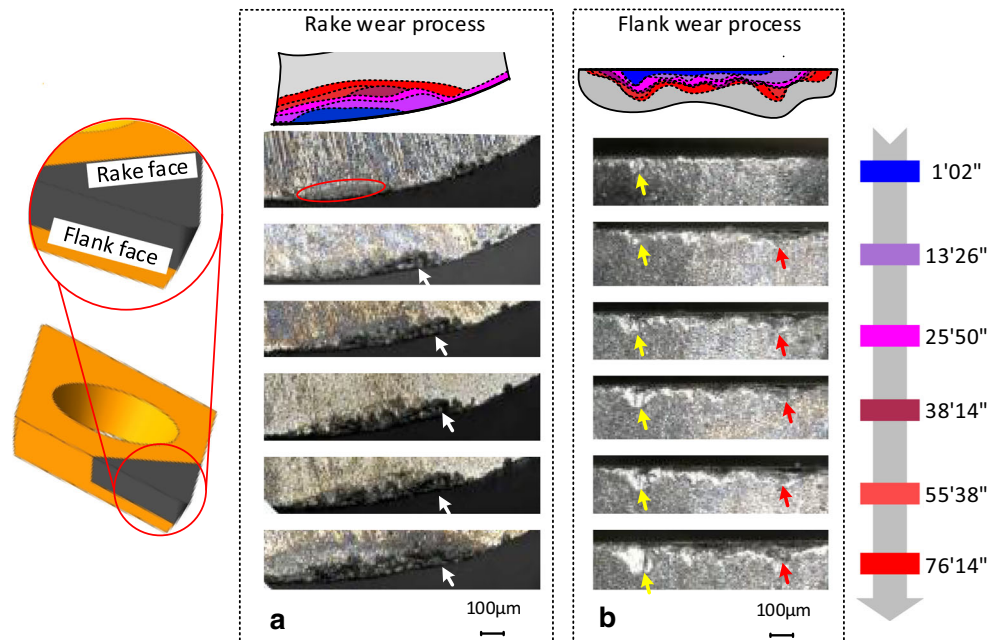 Rake wear process
Flank wear process
Rake face
Flank face
1'02"
13'26"
25'50"
38'14"
55'38"
76'14"
a
100μm
b
100μm